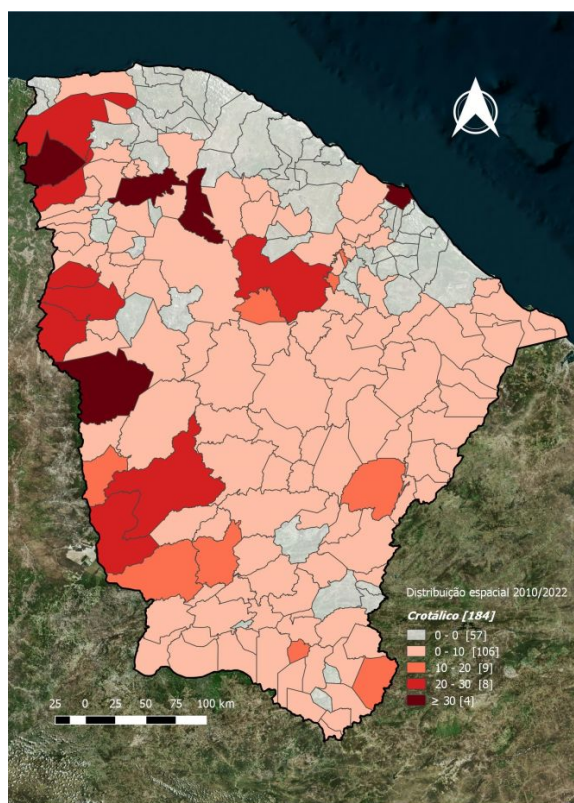 Distribuição espacial 2010/2022
Crotálico [184]
0 - 0 [57]
0 - 10 [106]
10 - 20 [9]
20 - 30 [8]
≥ 30 [4]
25 0 25 50 75 100 km